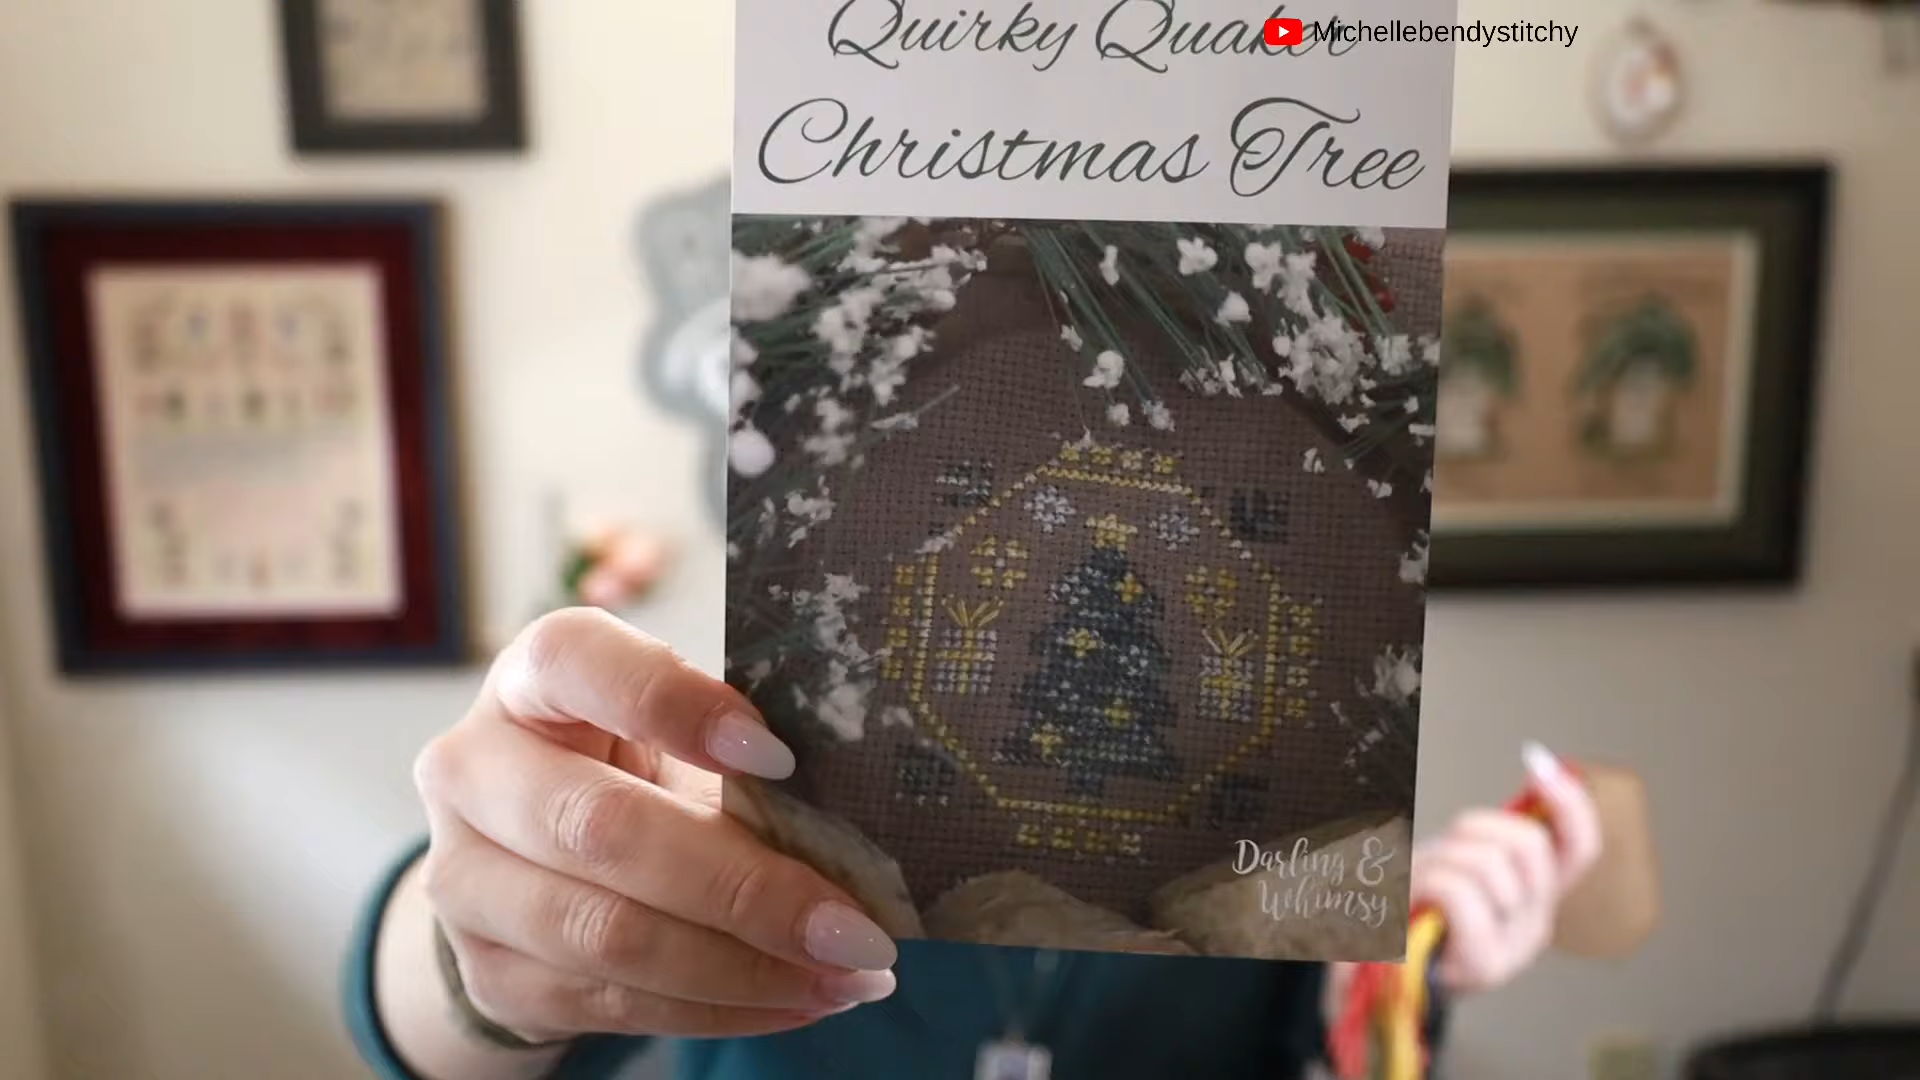 Quirky Quaker
Michellebendystitchy
Christmas Tree
Darling &
Whimsy